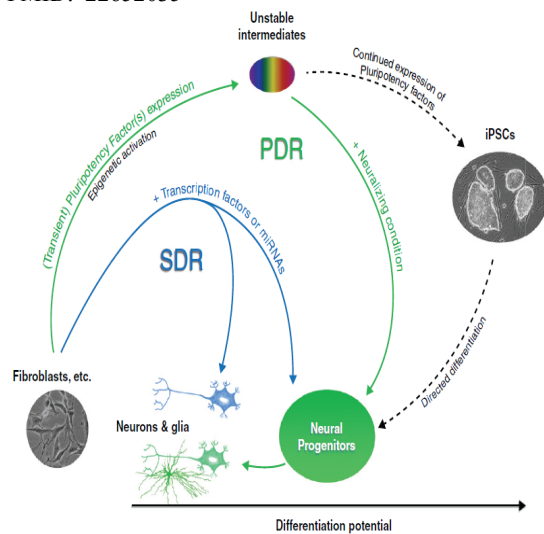 Unstable
intermediates
(Transient) Pluripotency Factor(s) expression
Epigenetic activation
Continued expression of
Pluripotency factors
iPSCs
PDR
+ Neuralizing condition
+ Transcription factors or miRNAs
SDR
Directed differentiation
Fibroblasts, etc.
Neurons & glia
Neural
Progenitors
Differentiation potential